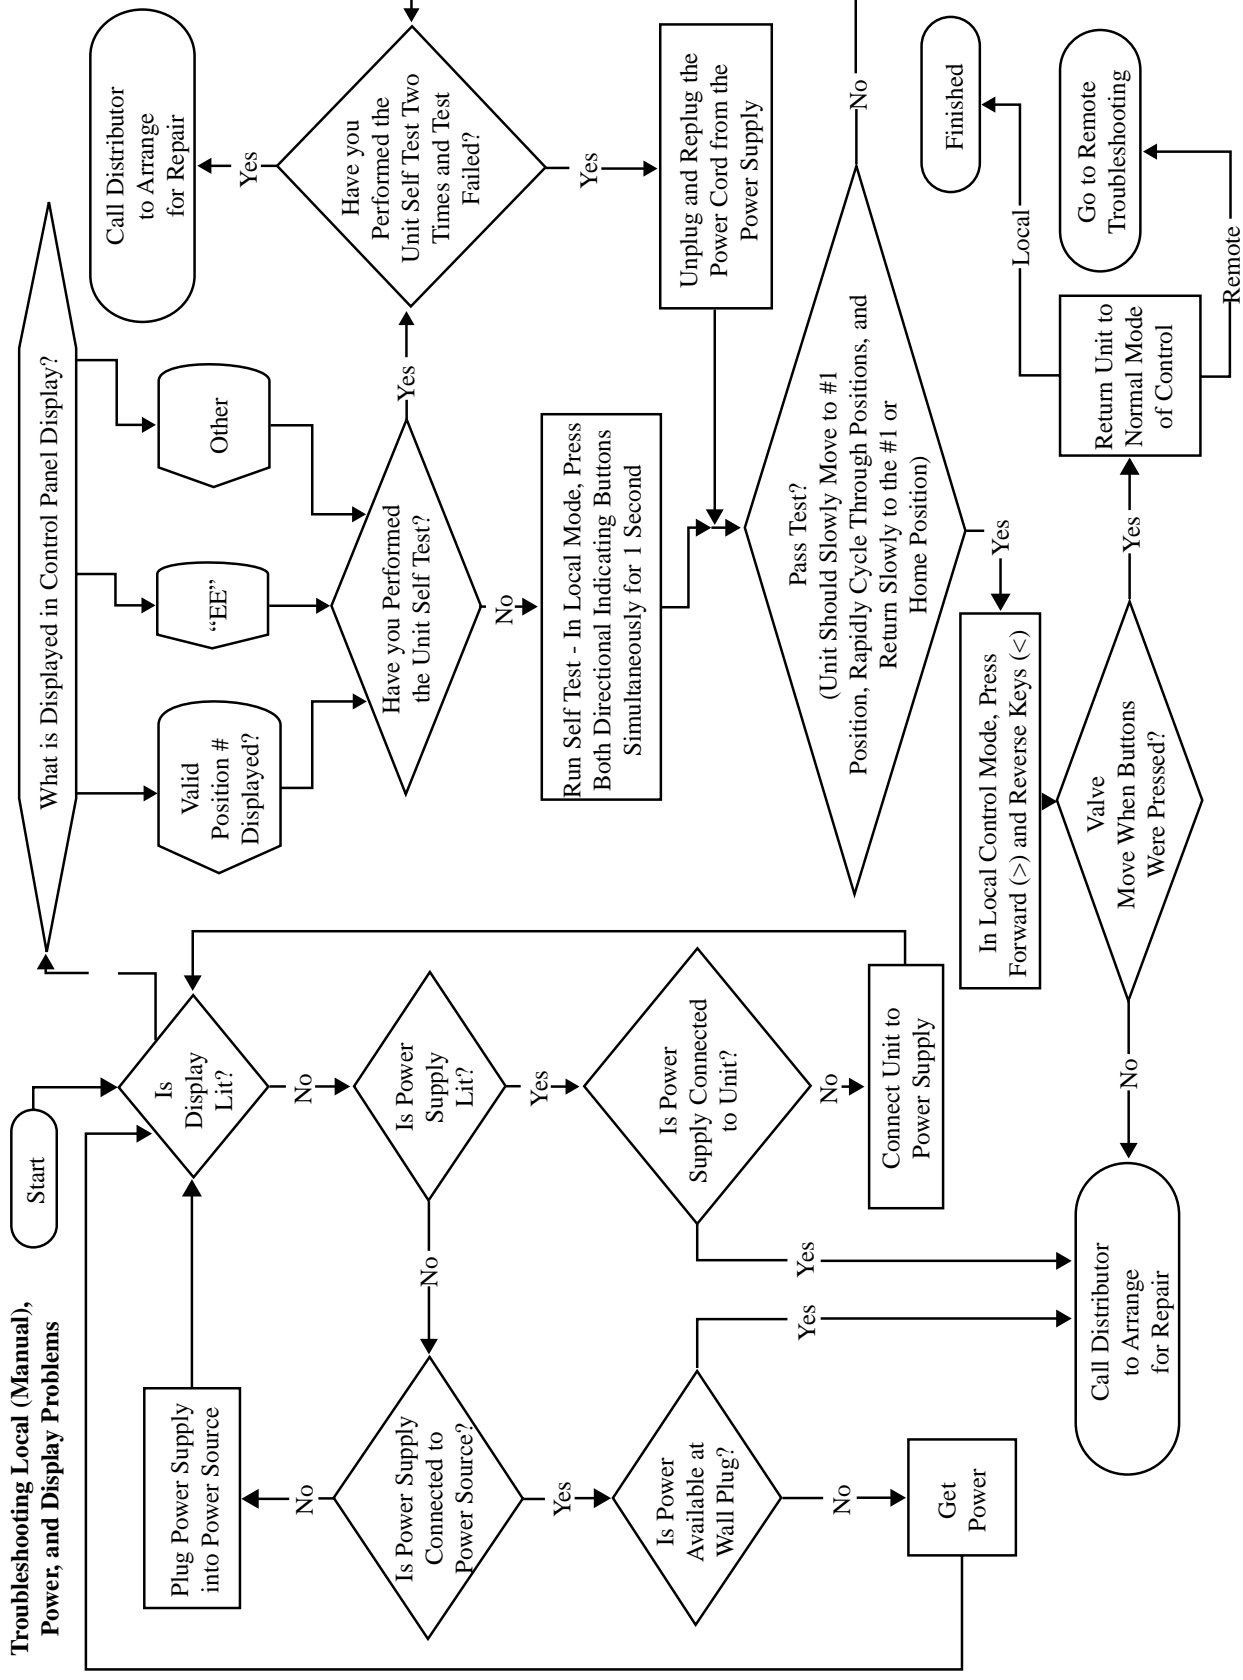 Troubleshooting Local (Manual),
Power, and Display Problems
Start
Is
Display
Lit?
No
Is Power
Supply
Lit?
Yes
Is Power
Supply Connected
to Unit?
No
Connect Unit to
Power Supply
Yes
No
Is Power Supply
Connected to
Power Source?
No
Plug Power Supply
into Power Source
Yes
Is Power
Available at
Wall Plug?
Yes
No
Get
Power
Call Distributor
to Arrange
for Repair
What is Displayed in Control Panel Display?
Valid
Position #
Displayed?
“EE”
Other
Have you Performed
the Unit Self Test?
Yes
No
Have you
Performed the
Unit Self Test Two
Times and Test
Failed?
Yes
Call Distributor
to Arrange
for Repair
Yes
Unplug and Replug the
Power Cord from the
Power Supply
Run Self Test - In Local Mode, Press
Both Directional Indicating Buttons
Simultaneously for 1 Second
Pass Test?
(Unit Should Slowly Move to #1
Position, Rapidly Cycle Through Positions, and
Return Slowly to the #1 or
Home Position)
No
Yes
In Local Control Mode, Press
Forward (>) and Reverse Keys (<)
Valve
Move When Buttons
Were Pressed?
No
Yes
Return Unit to
Normal Mode
of Control
Local
Finished
Remote
Go to Remote
Troubleshooting